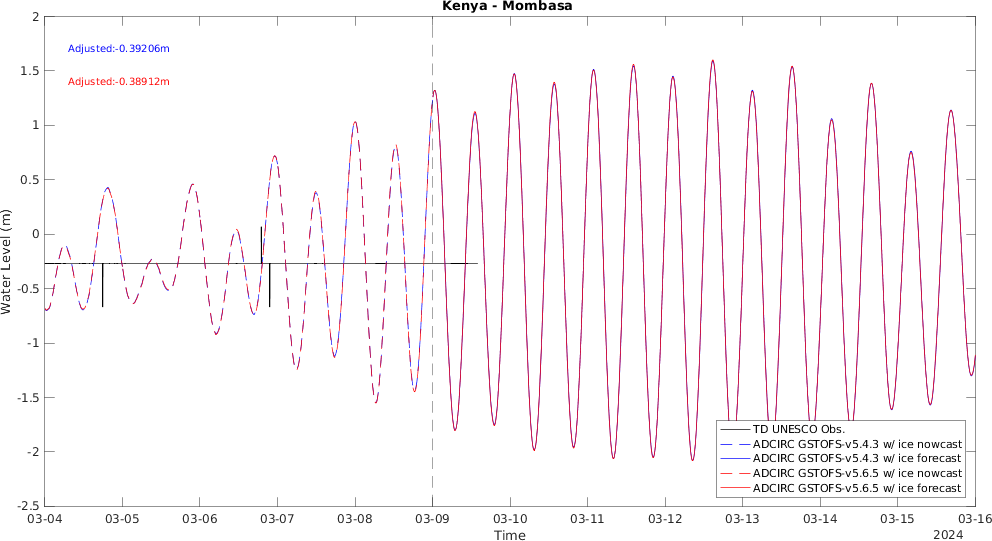 Kenya - Mombasa
Adjusted:-0.39206m
Adjusted:-0.38912m
2
1.5
1
0.5
0
-0.5
-1
-1.5
-2
-2.5
Water Level (m)
TD UNESCO Obs.
ADCIRC GSTOFS-v5.4.3 w/ ice nowcast
ADCIRC GSTOFS-v5.4.3 w/ ice forecast
ADCIRC GSTOFS-v5.6.5 w/ ice nowcast
ADCIRC GSTOFS-v5.6.5 w/ ice forecast
03-04 03-05 03-06 03-07 03-08 03-09 03-10 03-11 03-12 03-13 03-14 03-15 03-16
Time
2024